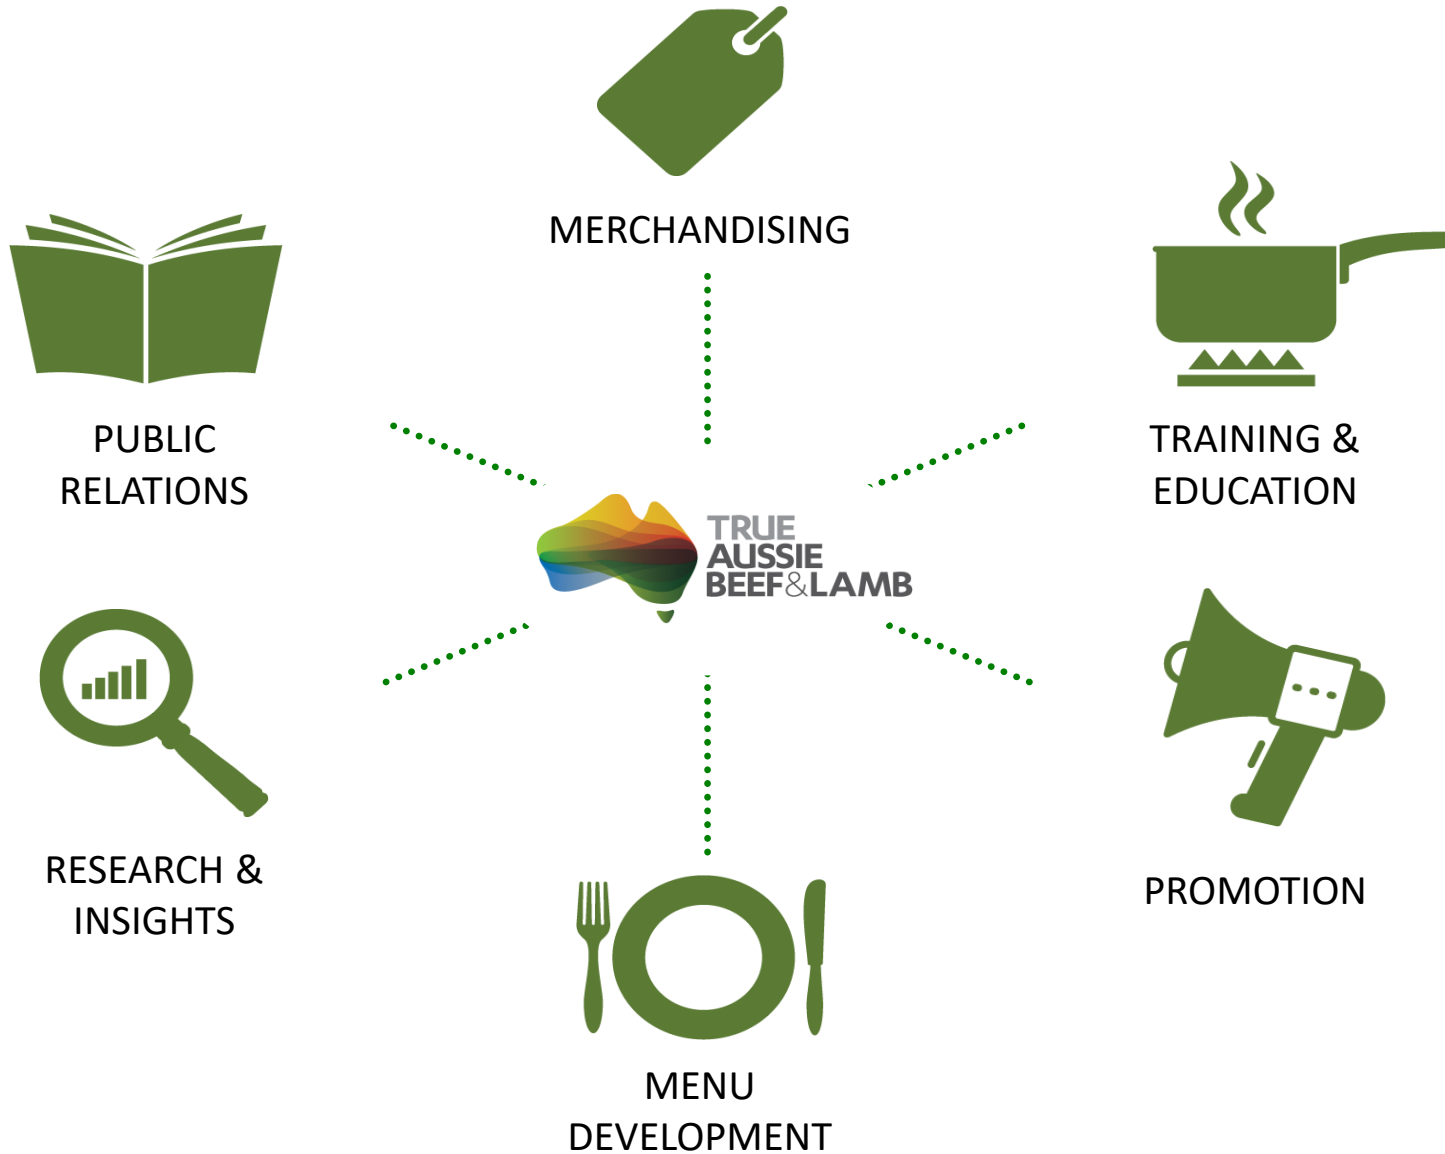 MERCHANDISING
PUBLIC
RELATIONS
TRAINING &
EDUCATION
TRUE
AUSSIE
BEEF&LAMB
RESEARCH &
INSIGHTS
PROMOTION
MENU
DEVELOPMENT